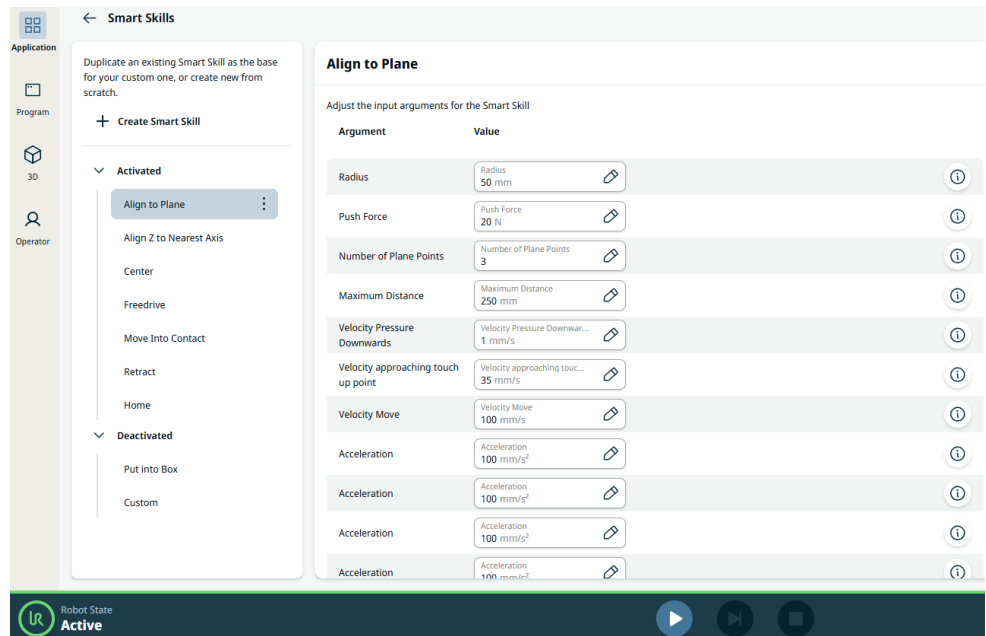 Smart Skills
Application
Program
3D
Operator
Duplicate an existing Smart Skill as the base
for your custom one, or create new from
scratch.
Create Smart Skill
Activated
Align to Plane
Align Z to Nearest Axis
Center
Freedrive
Move Into Contact
Retract
Home
Deactivated
Put into Box
Custom
Align to Plane
Adjust the input arguments for the Smart Skill
Argument Value
Radius
Radius
50 mm
Push Force
Push Force
20 N
Number of Plane Points
Number of Plane Points
3
Maximum Distance
Maximum Distance
250 mm
Velocity Pressure
Downwards
Velocity Pressure Downwar...
1 mm/s
Velocity approaching touch
up point
Velocity approaching touc...
35 mm/s
Velocity Move
Velocity Move
100 mm/s
Acceleration
Acceleration
100 mm/s²
Acceleration
Acceleration
100 mm/s²
Acceleration
Acceleration
100 mm/s²
Acceleration
Acceleration
100 mm/s²
UR
Robot State
Active